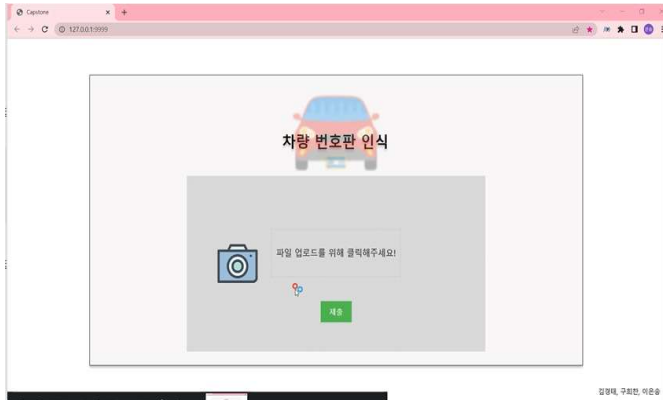 Capstone
127.0.0.1:9999
차량 번호판 인식
파일 업로드를 위해 클릭해주세요!
제출
김경태, 구희찬, 이은승